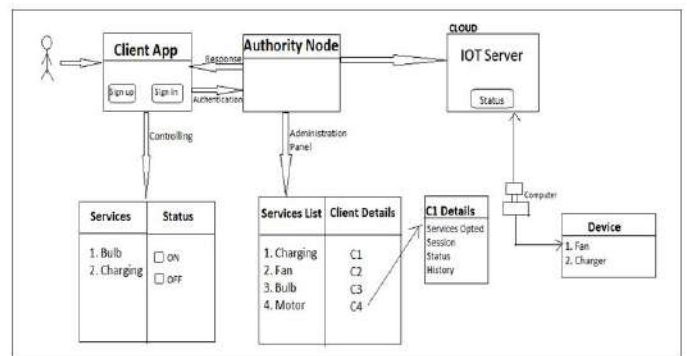 CLOUD
Client App
Authority Node
IOT Server
Response
Sign up
Sign in
Authentication
Status
Controlling
Administration
Panel
Computer
Services
Status
1. Bulb
2. Charging
ON
OFF
Services List
Client Details
1. Charging
2. Fan
3. Bulb
4. Motor
C1
C2
C3
C4
C1 Details
Services Opted
Session
Status
History
Device
1. Fan
2. Charger